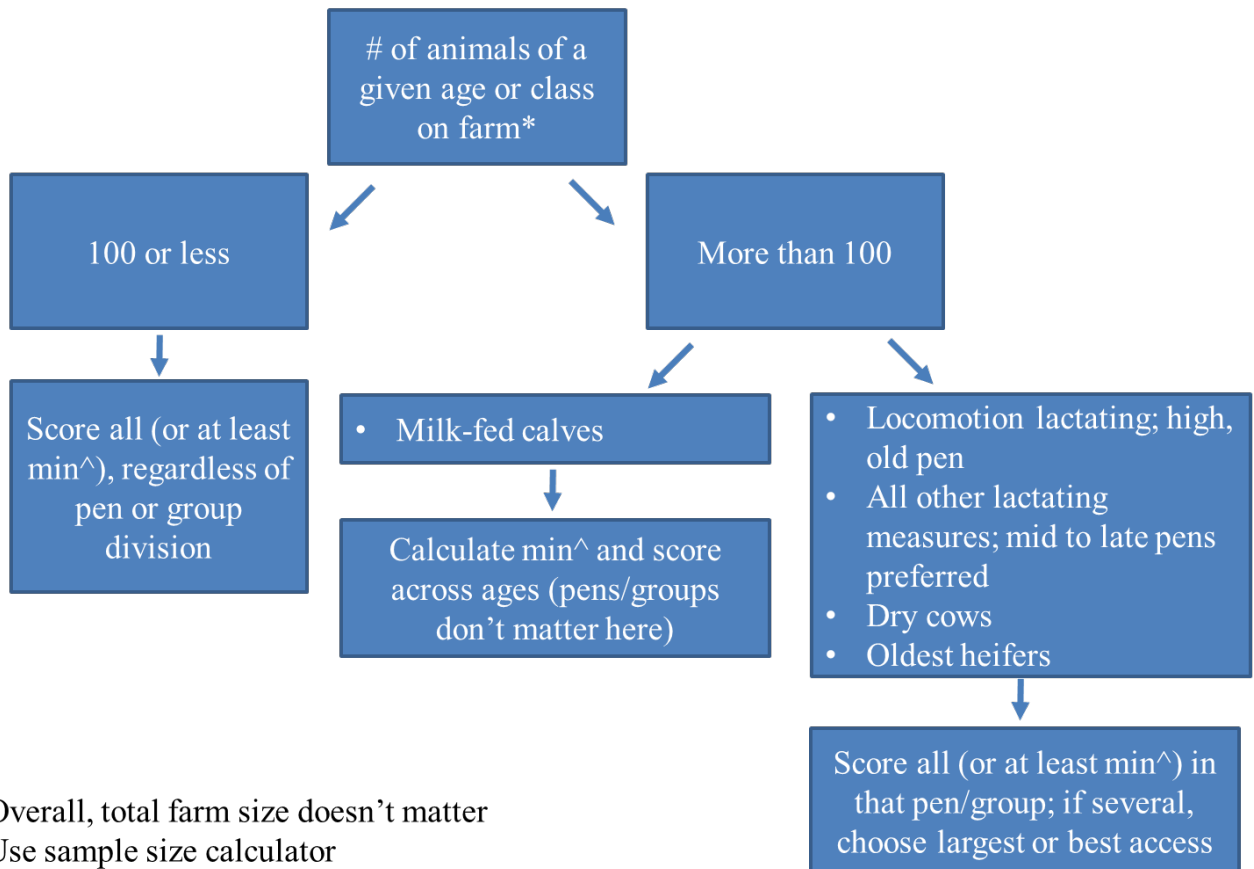 # of animals of a
given age or class
on farm*
100 or less
More than 100
Score all (or at least
min^), regardless of
pen or group
division
• Milk-fed calves
Calculate min^ and score
across ages (pens/groups
don’t matter here)
• Locomotion lactating; high,
old pen
• All other lactating
measures; mid to late pens
preferred
• Dry cows
• Oldest heifers
Score all (or at least min^) in
that pen/group; if several,
choose largest or best access
Overall, total farm size doesn’t matter
Use sample size calculator